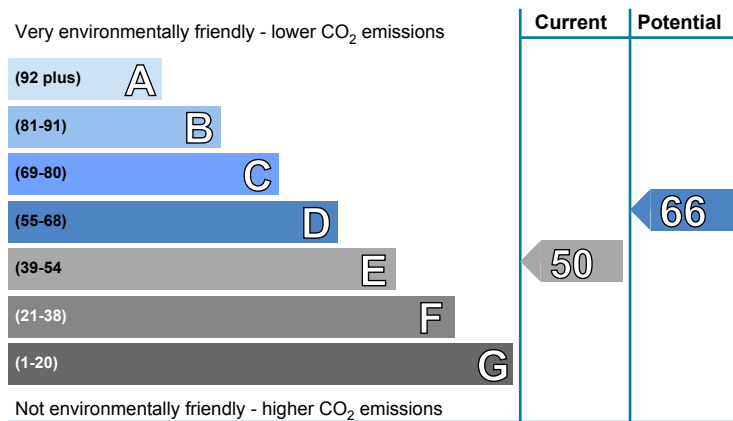 Current Potential
Very environmentally friendly - lower CO2 emissions
(92 plus) A
(81-91) B
(69-80) C
(55-68) D
66
(39-54 E
50
(21-38) F
(1-20) G
Not environmentally friendly - higher CO2 emissions